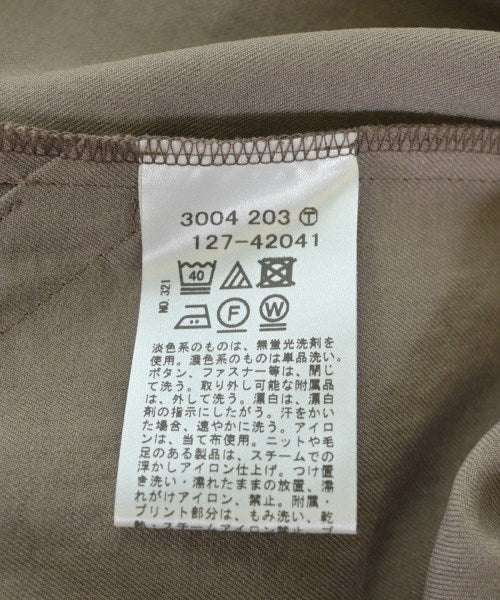 3004 203 Ⓣ
127-42041
40
NO.321
F
W
淡色系のものは、無蛍光洗剤を
使用。濃色系のものは単品洗い。
ボタン、ファスナー等は、閉じ
て洗う。取り外し可能な附属品
は、外して洗う。漂白は、漂白
剤の指示にしたがう。汗をかい
た場合、速やかに洗う。アイロ
ンは、当て布使用。ニットや毛
足のある製品は、スチームでの
浮かしアイロン仕上げ。つけ置
き洗い・濡れたままの放置、濡
れがけアイロン、禁止。附属・
プリント部分は、もみ洗い、乾